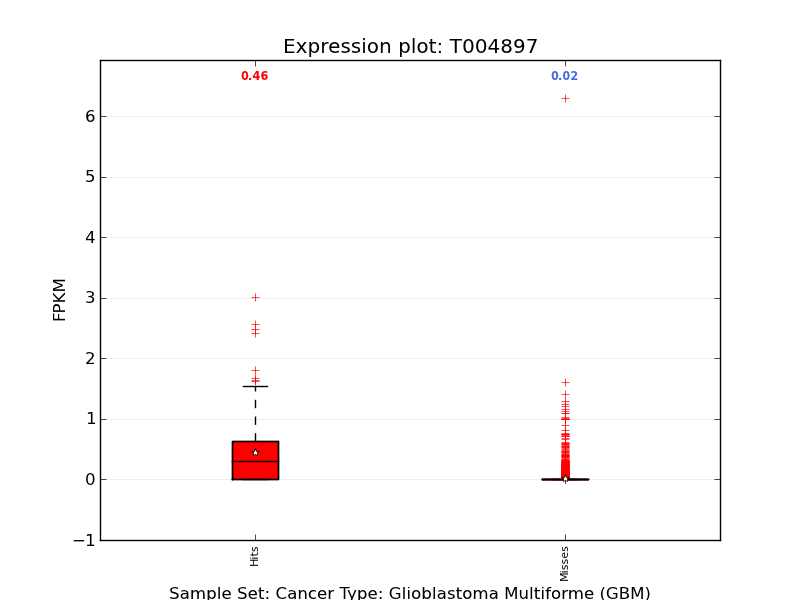 Expression plot: T004897
0.46 0.02
6
5
4
3
2
1
0
−1
FPKM
Hits Misses
Sample Set: Cancer Type: Glioblastoma Multiforme (GBM)